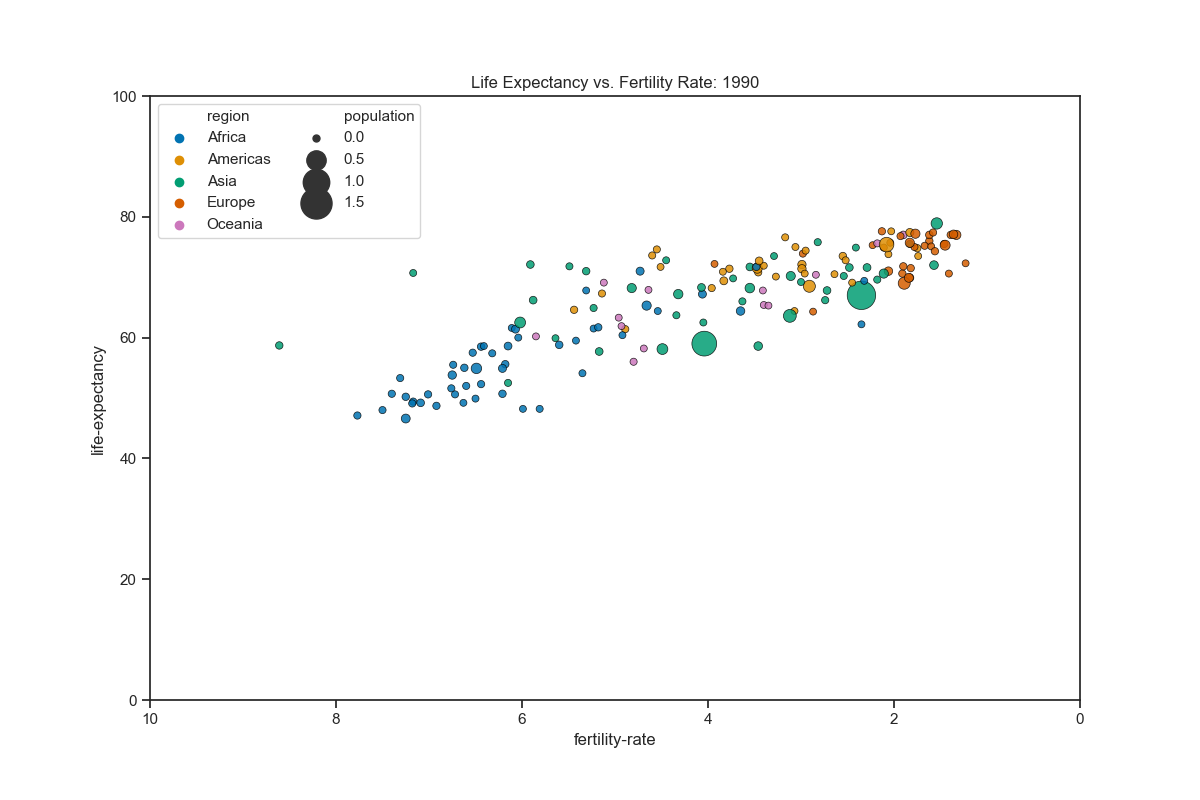 Life Expectancy vs. Fertility Rate: 1990
100
80
60
40
20
0
life-expectancy
region
Africa
Americas
Asia
Europe
Oceania
population
0.0
0.5
1.0
1.5
10 8 6 4 2 0
fertility-rate